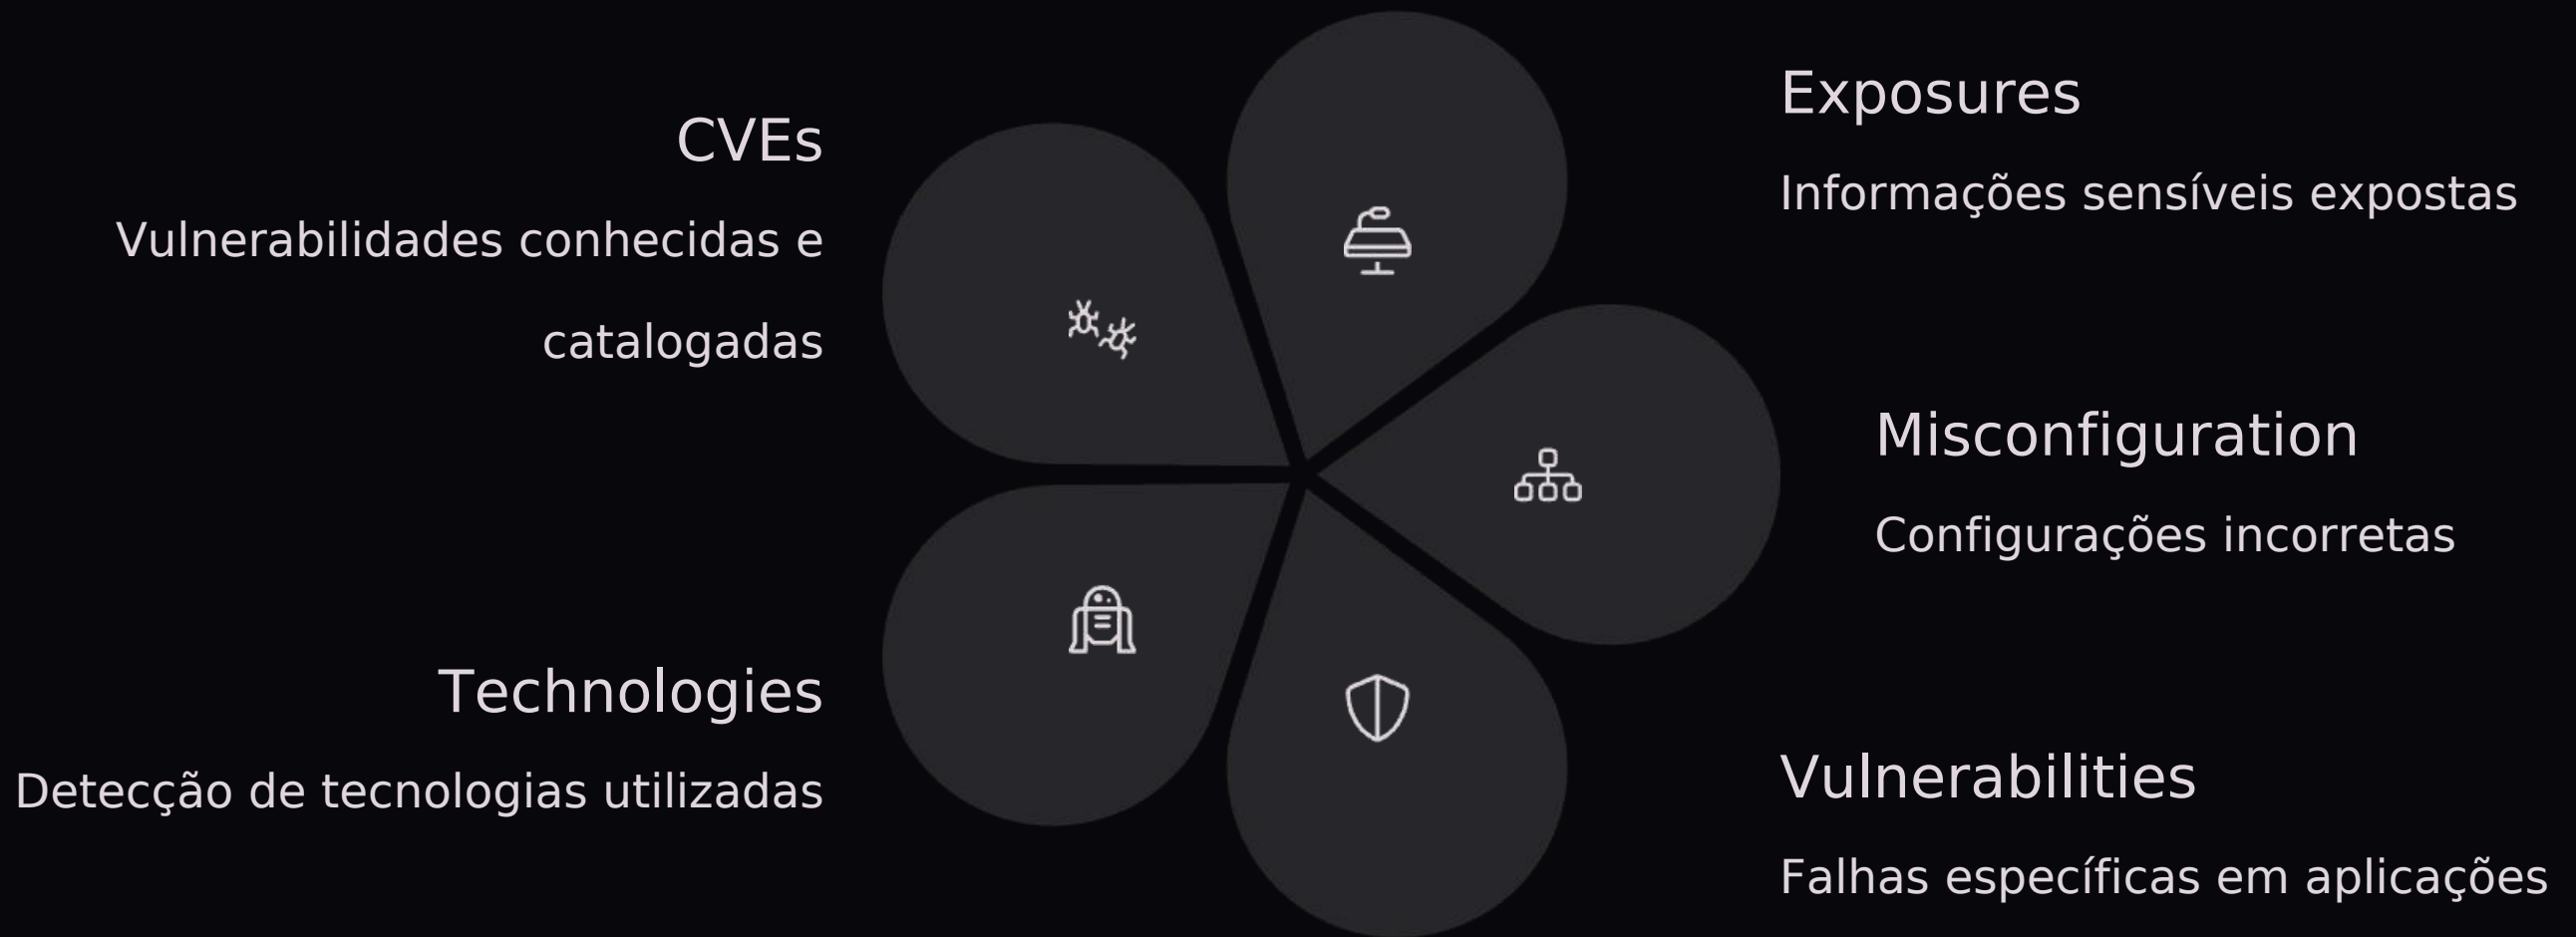 CVEs
Vulnerabilidades conhecidas e
catalogadas
Exposures
Informações sensíveis expostas
Misconfiguration
Configurações incorretas
Technologies
Detecção de tecnologias utilizadas
Vulnerabilities
Falhas específicas em aplicações